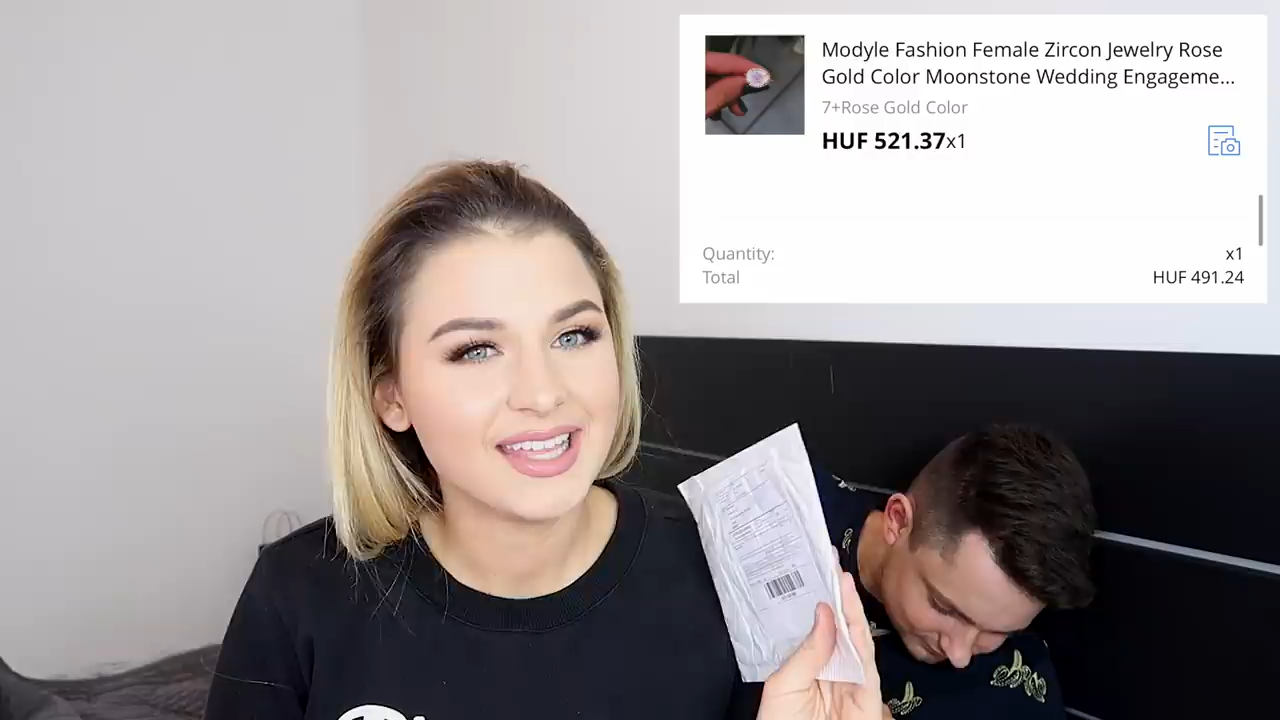 Modyle Fashion Female Zircon Jewelry Rose
Gold Color Moonstone Wedding Engageme...
7+Rose Gold Color
HUF 521.37x1
Quantity:
x1
Total
HUF 491.24